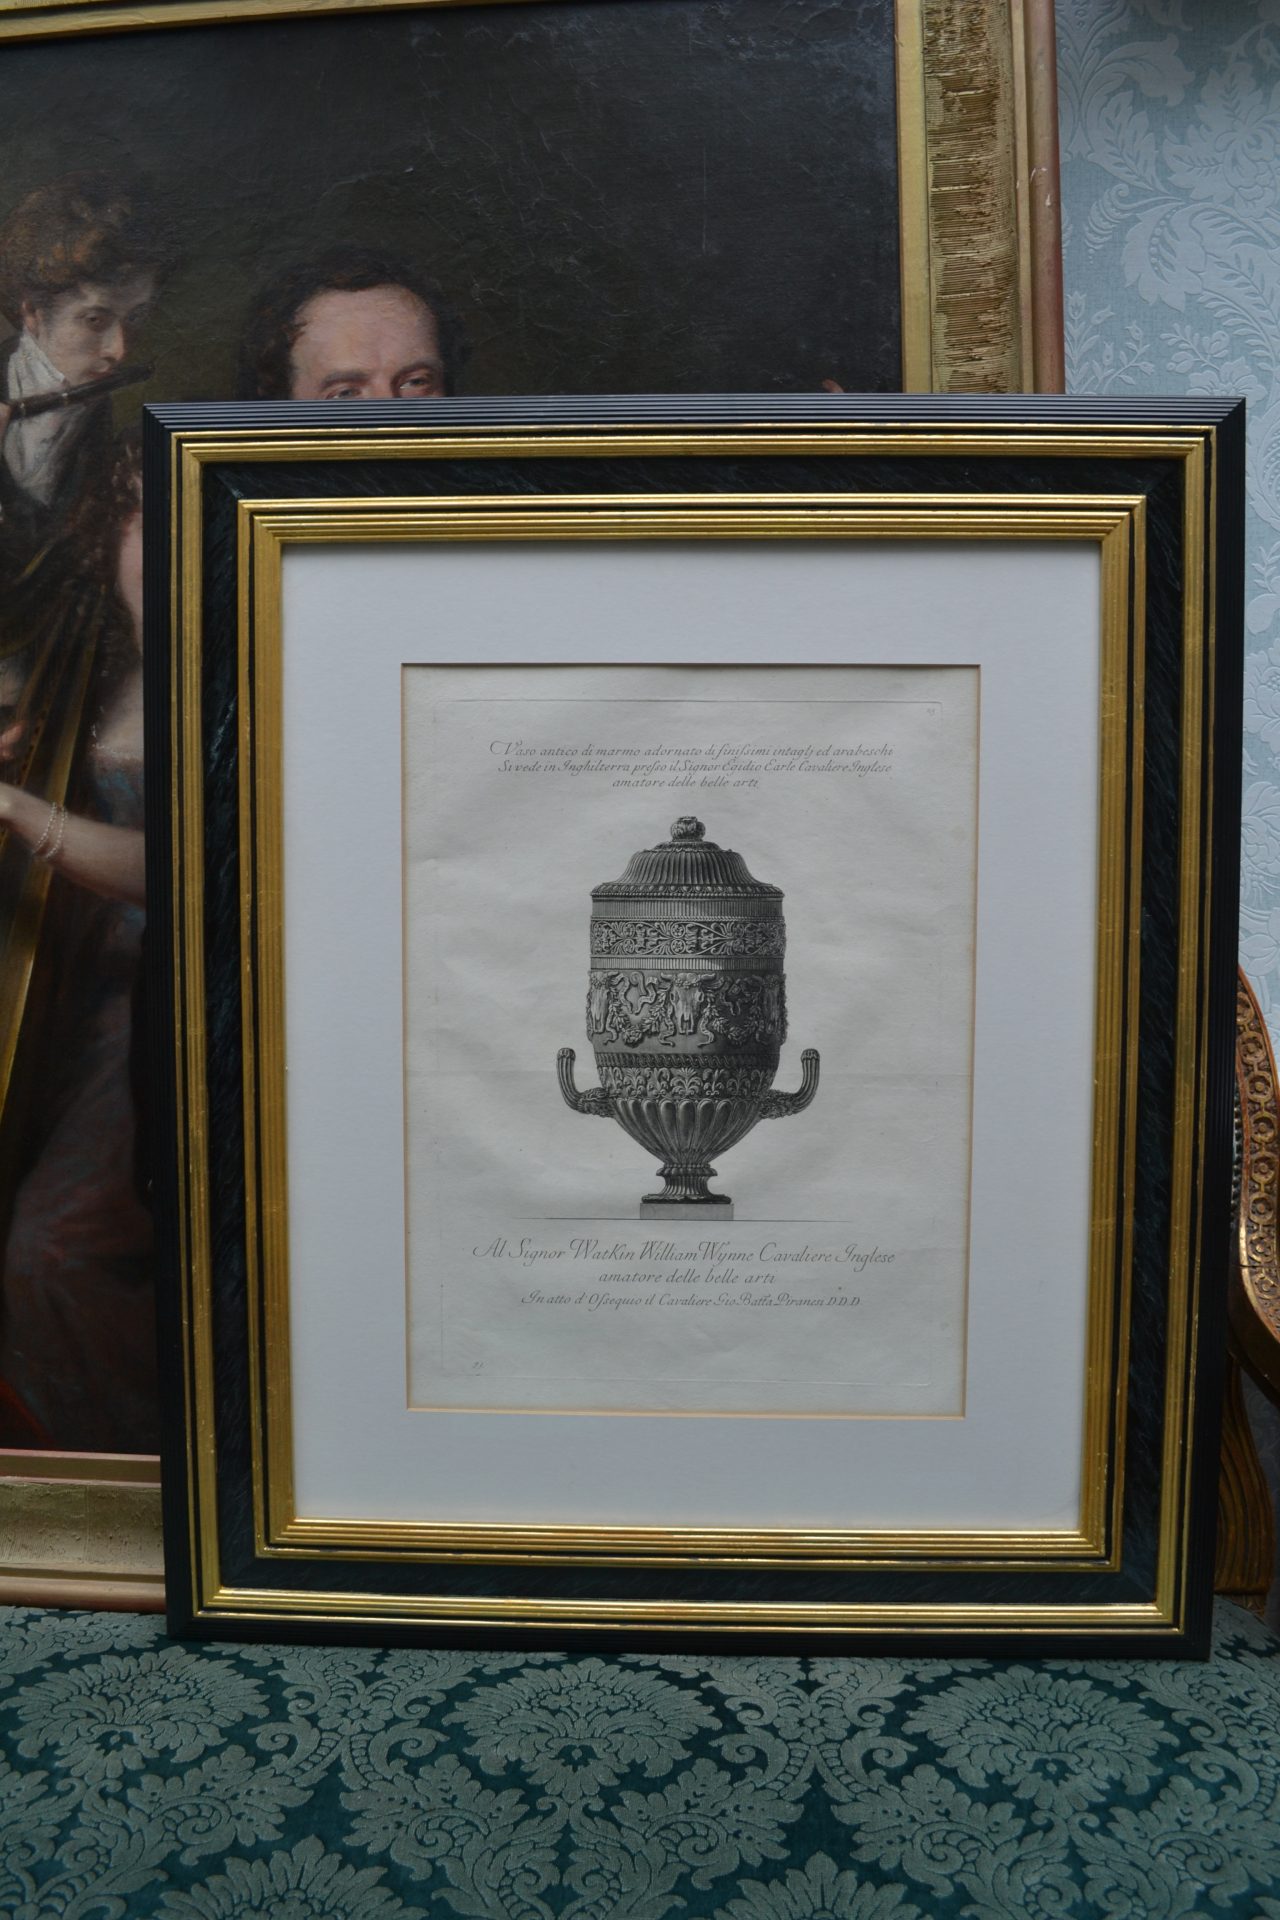 Vaso antico di marmo adornato di finiſsimi intaglj ed arabeschi
Si vede in Inghilterra preſso il Signor Egidio Earle Cavaliere Inglese
amatore delle belle arti
Al Signor Watkin William Wynne Cavaliere Inglese
amatore delle belle arti
In atto d'Oſsequio il Cavaliere Gio Batta Piranesi D.D.D